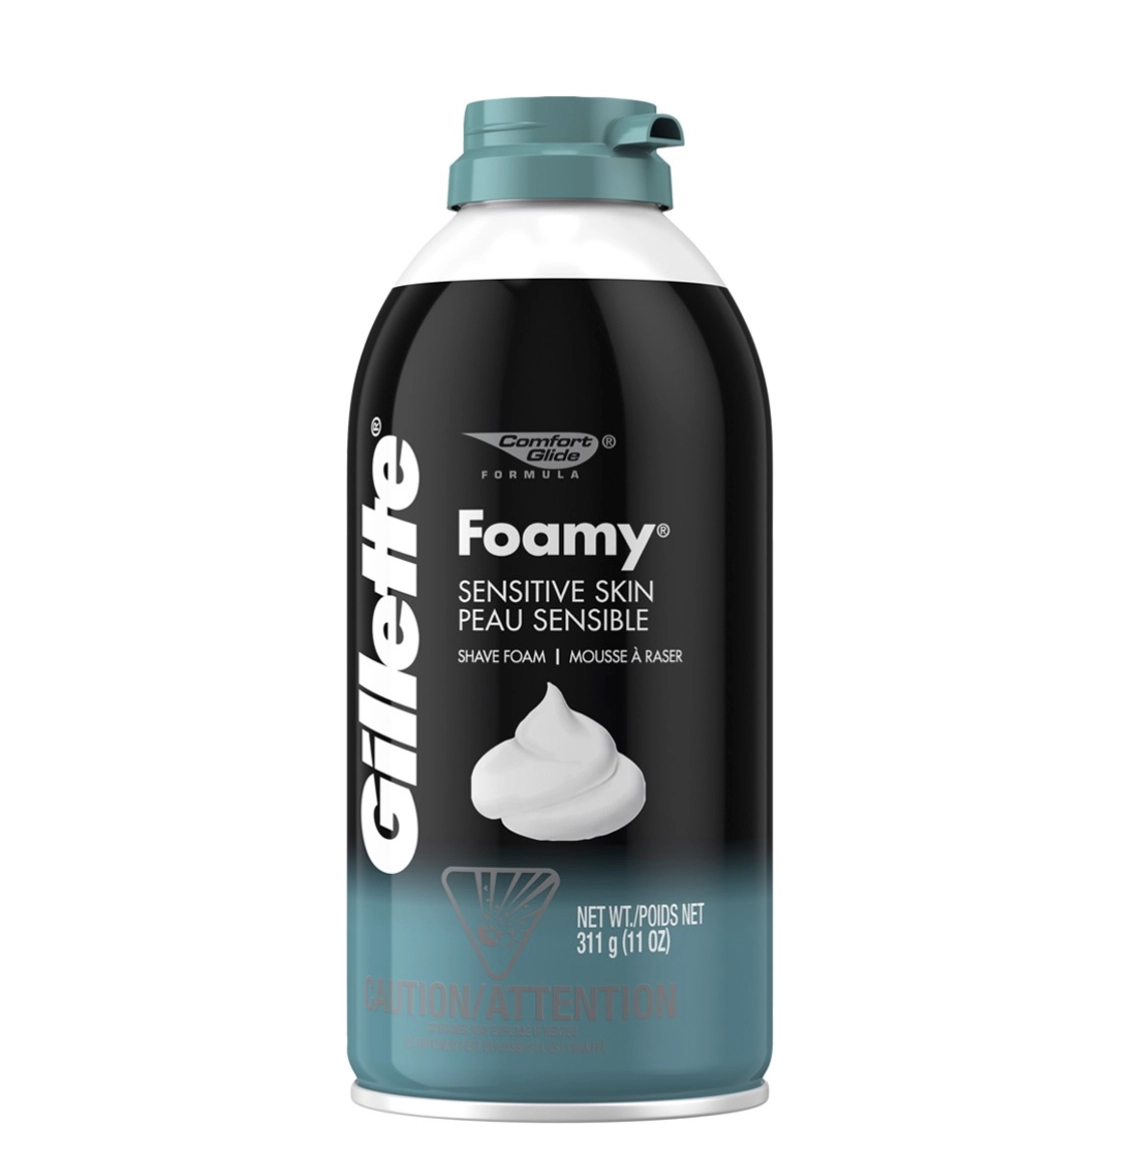 Gillette®
Comfort
Glide®
FORMULA
Foamy®
SENSITIVE SKIN
PEAU SENSIBLE
SHAVE FOAM | MOUSSE À RASER
NET WT./POIDS NET
311 g (11 OZ)
CAUTION/ATTENTION